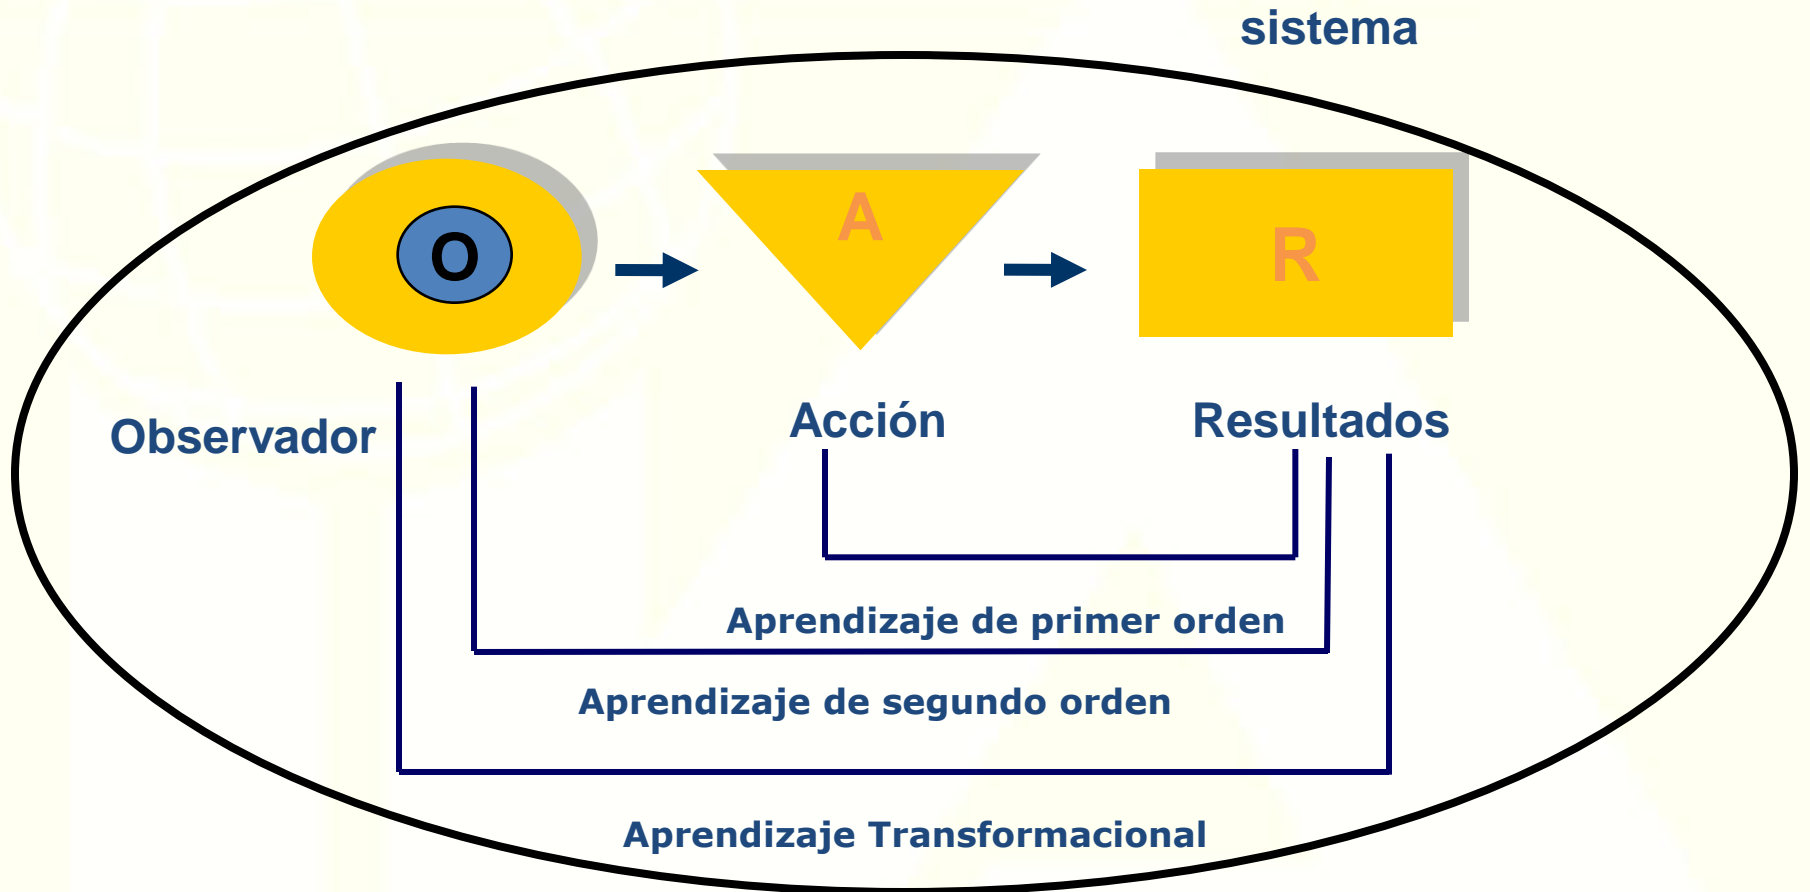 sistema
O
A
R
Observador
Acción
Resultados
Aprendizaje de primer orden
Aprendizaje de segundo orden
Aprendizaje Transformacional